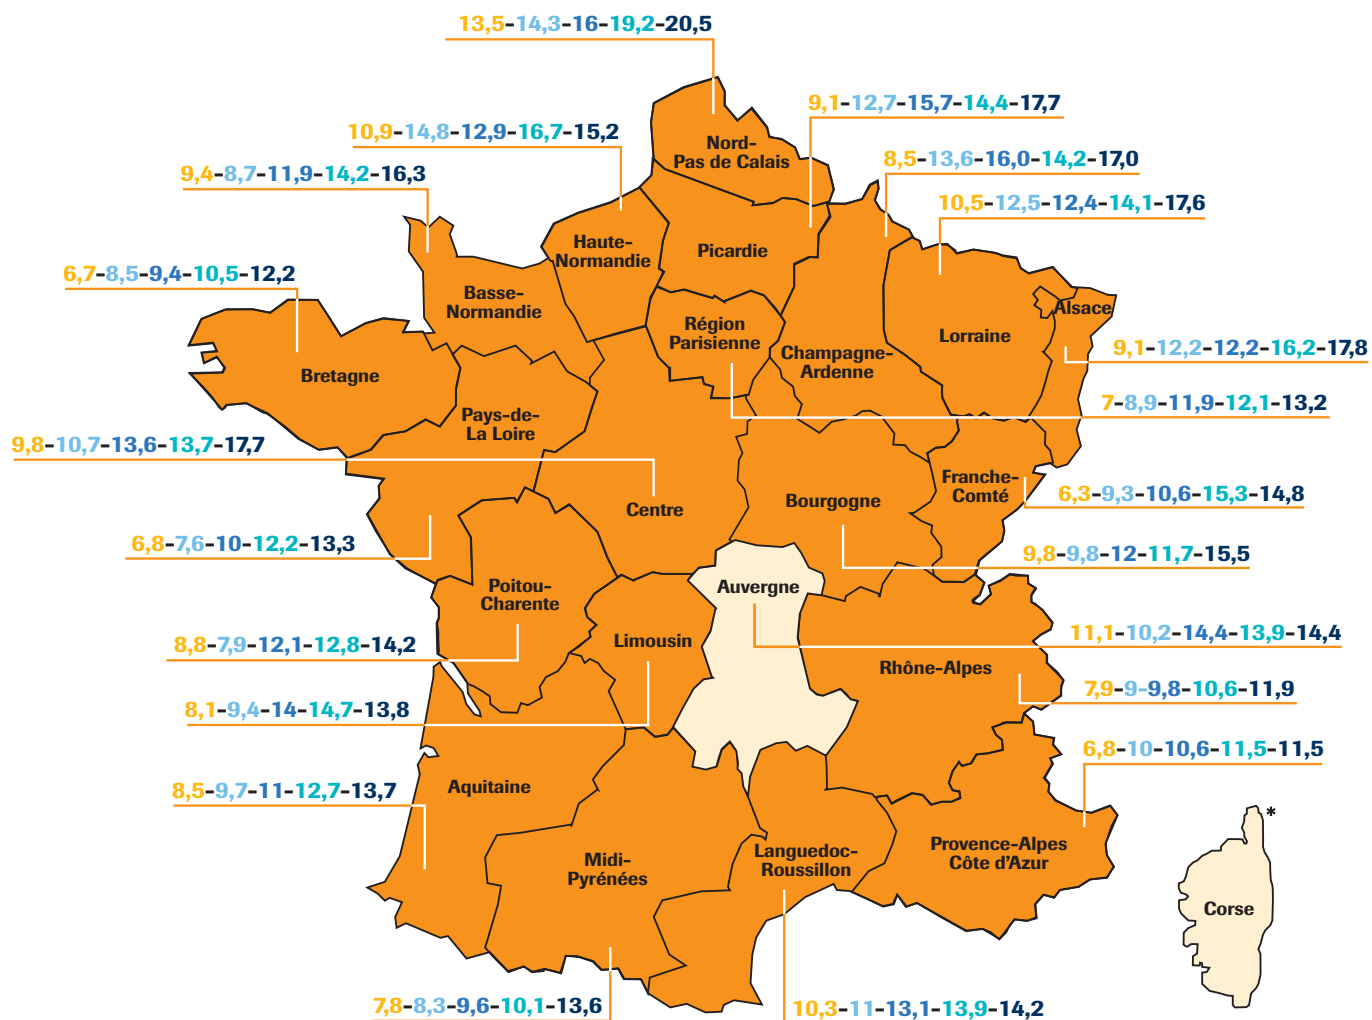 13,5-14,3-16-19,2-20,5
9,1-12,7-15,7-14,4-17,7
10,9-14,8-12,9-16,7-15,2
Nord-
Pas de Calais
8,5-13,6-16,0-14,2-17,0
9,4-8,7-11,9-14,2-16,3
10,5-12,5-12,4-14,1-17,6
Haute-
Normandie
Picardie
6,7-8,5-9,4-10,5-12,2
Basse-
Normandie
Alsace
Région
Parisienne
Lorraine
9,1-12,2-12,2-16,2-17,8
Champagne-
Ardenne
Bretagne
7-8,9-11,9-12,1-13,2
Pays-de-
La Loire
9,8-10,7-13,6-13,7-17,7
Franche-
Comté
6,3-9,3-10,6-15,3-14,8
Bourgogne
Centre
6,8-7,6-10-12,2-13,3
9,8-9,8-12-11,7-15,5
Auvergne
Poitou-
Charente
11,1-10,2-14,4-13,9-14,4
8,8-7,9-12,1-12,8-14,2
Limousin
Rhône-Alpes
7,9-9-9,8-10,6-11,9
8,1-9,4-14-14,7-13,8
6,8-10-10,6-11,5-11,5
Aquitaine
8,5-9,7-11-12,7-13,7
*
Provence-Alpes
Côte d'Azur
Languedoc-
Roussillon
Midi-
Pyrénées
Corse
7,8-8,3-9,6-10,1-13,6
10,3-11-13,1-13,9-14,2